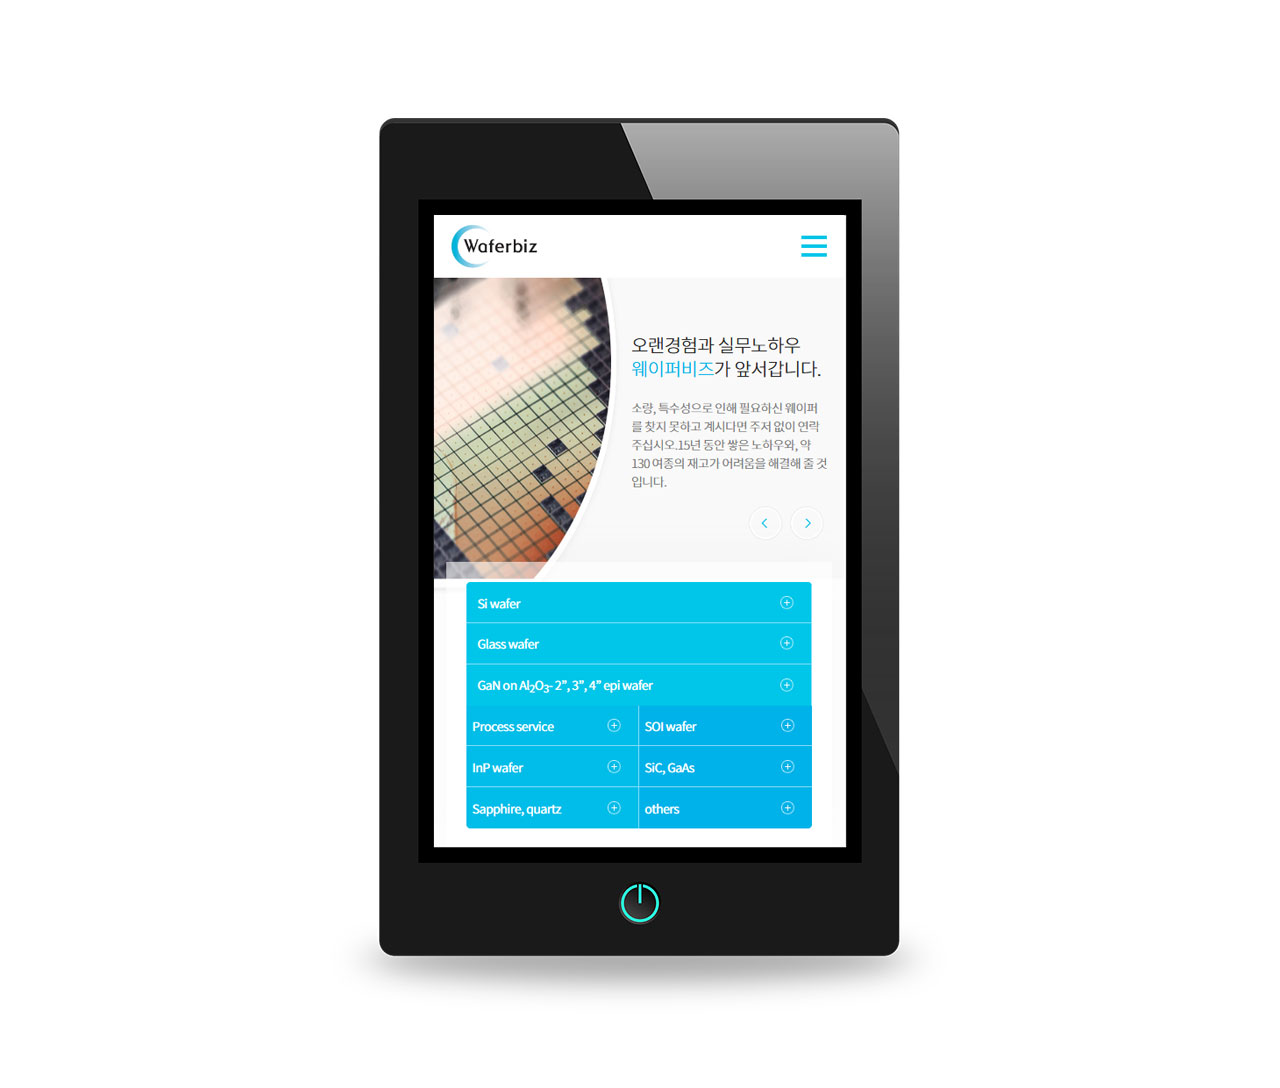 Waferbiz
오랜경험과 실무노하우
웨이퍼비즈가 앞서갑니다.
소량, 특수성으로 인해 필요하신 웨이퍼
를 찾지 못하고 계시다면 주저 없이 연락
주십시오.15년 동안 쌓은 노하우와, 약
130 여종의 재고가 어려움을 해결해 줄 것
입니다.
Si wafer
Glass wafer
GaN on Al₂O₃- 2”, 3”, 4” epi wafer
Process service
SOI wafer
InP wafer
SiC, GaAs
Sapphire, quartz
others